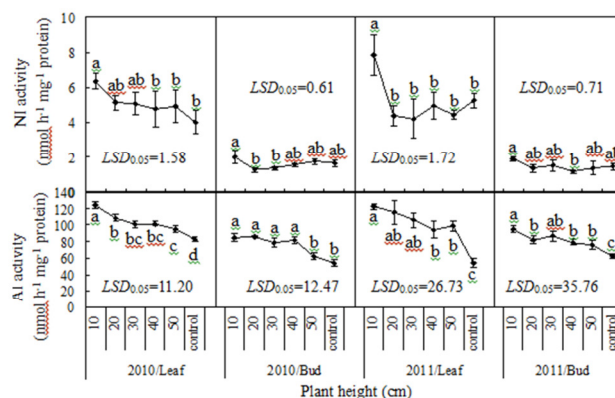 NI activity
(nmol h⁻¹ mg⁻¹ protein)
10
8
6
4
2
a ab ab b b b
LSD0.05=1.58
LSD0.05=0.61
a b b ab ab ab
a b b b b b
LSD0.05=1.72
LSD0.05=0.71
a ab ab b ab ab
AI activity
(nmol h⁻¹ mg⁻¹ protein)
140
120
100
80
60
40
20
0
a b bc bc c d
LSD0.05=11.20
a a a a b b
LSD0.05=12.47
a ab ab b b c
LSD0.05=26.73
a b ab b b c
LSD0.05=35.76
10 20 30 40 50 control 10 20 30 40 50 control 10 20 30 40 50 control 10 20 30 40 50 control
2010/Leaf 2010/Bud 2011/Leaf 2011/Bud
Plant height (cm)